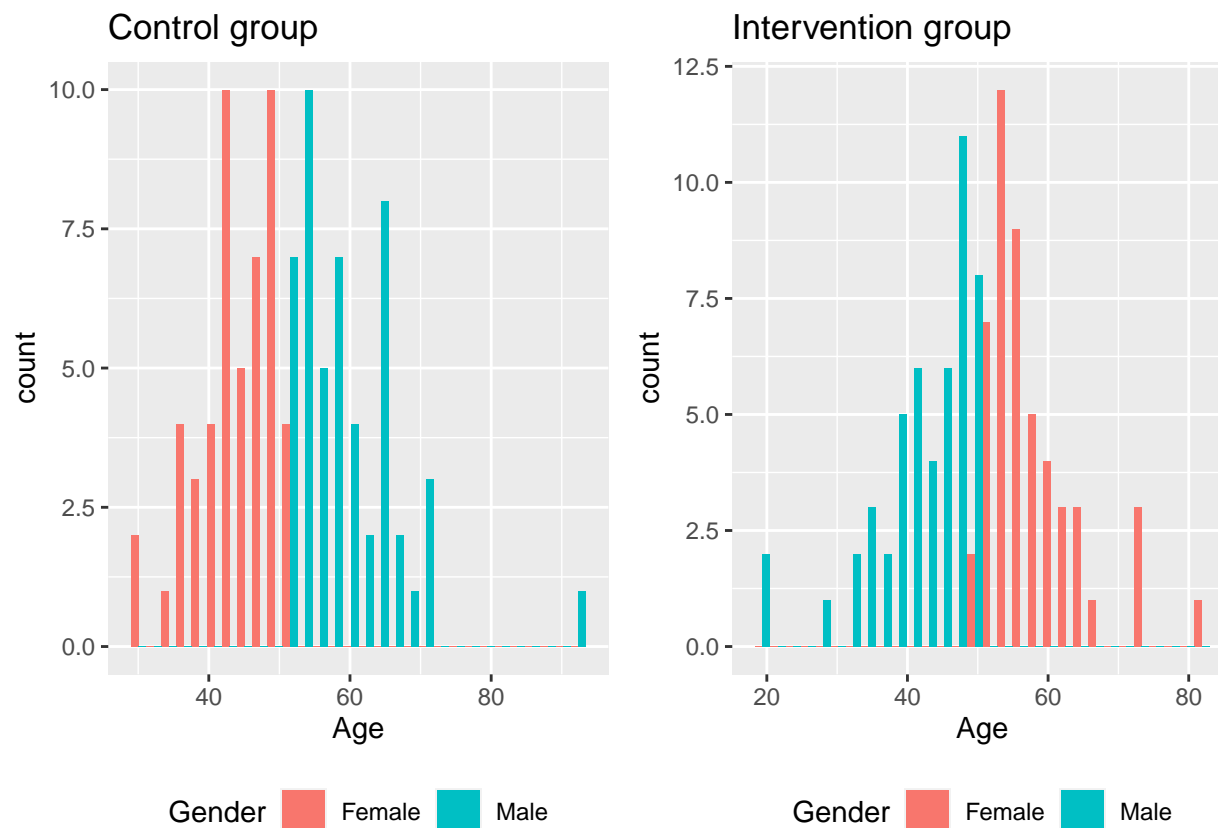 Control group
10.0
7.5
5.0
2.5
0.0
count
40 60 80
Age
Gender Female Male
Intervention group
12.5
10.0
7.5
5.0
2.5
0.0
count
20 40 60 80
Age
Gender Female Male